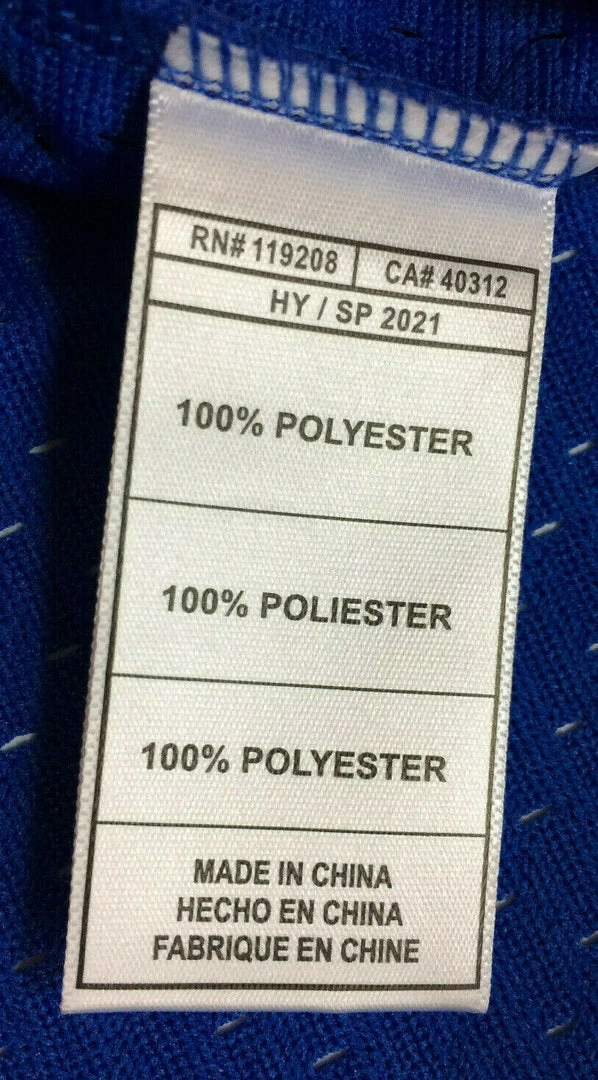 RN# 119208 CA# 40312
HY / SP 2021
100% POLYESTER
100% POLIESTER
100% POLYESTER
MADE IN CHINA
HECHO EN CHINA
FABRIQUE EN CHINE